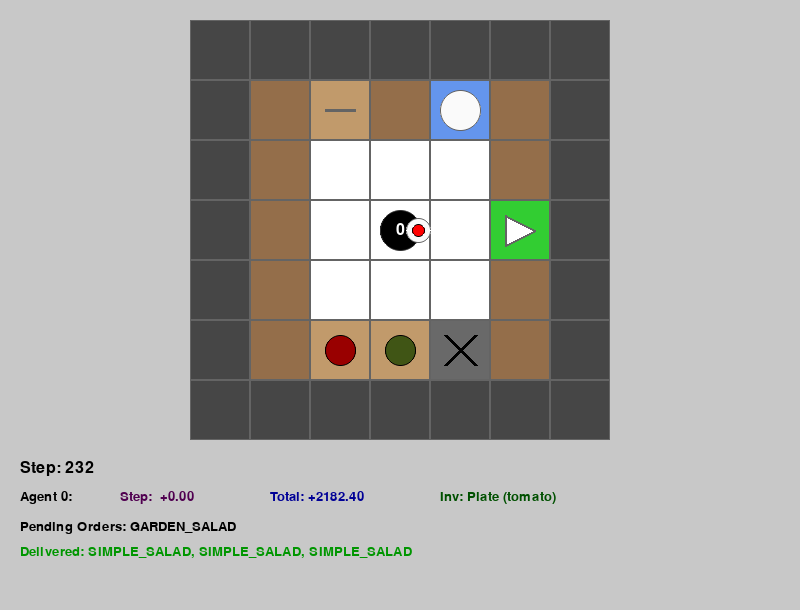 0
Step: 232
Agent 0: Step: +0.00 Total: +2182.40 Inv: Plate (tomato)
Pending Orders: GARDEN_SALAD
Delivered: SIMPLE_SALAD, SIMPLE_SALAD, SIMPLE_SALAD